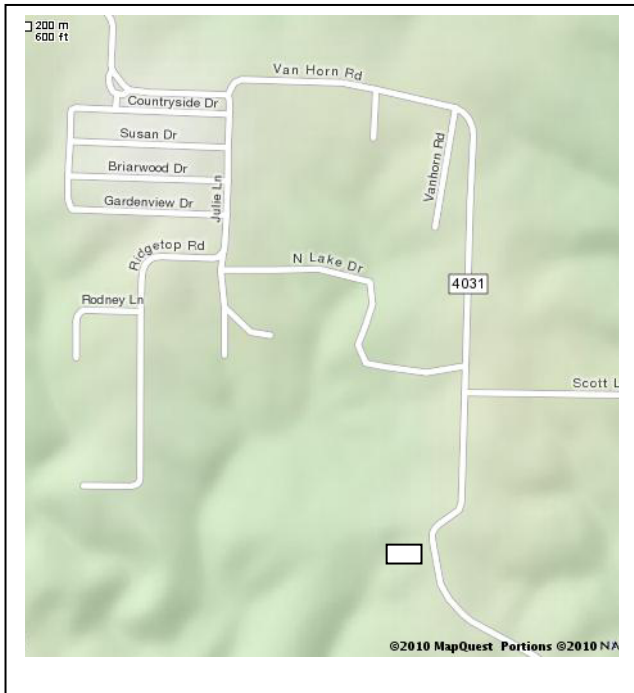 200 m
600 ft
Van Horn Rd
Countryside Dr
Susan Dr
Briarwood Dr
Vanhorn Rd
Gardenview Dr
Julie Ln
Ridgetop Rd
N Lake Dr
4031
Rodney Ln
Scott L
©2010 MapQuest Portions ©2010 NA